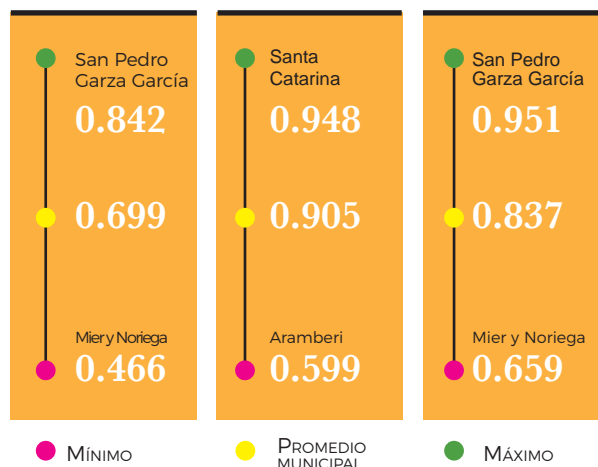 San Pedro
Garza García
0.842
0.699
Mier y Noriega
0.466
Santa
Catarina
0.948
0.905
Aramberi
0.599
San Pedro
Garza García
0.951
0.837
Mier y Noriega
0.659
MÍNIMO
PROMEDIO
MUNICIPAL
MÁXIMO